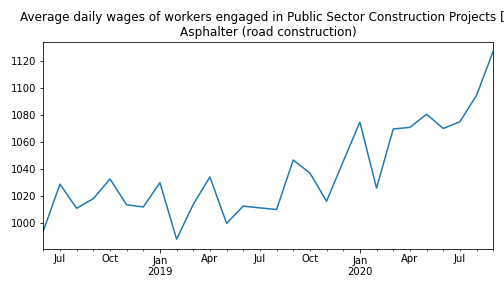 Average daily wages of workers engaged in Public Sector Construction Projects [
Asphalter (road construction)
1120
1100
1080
1060
1040
1020
1000
Jul Oct Jan Apr Jul Oct Jan Apr Jul
2019 2020